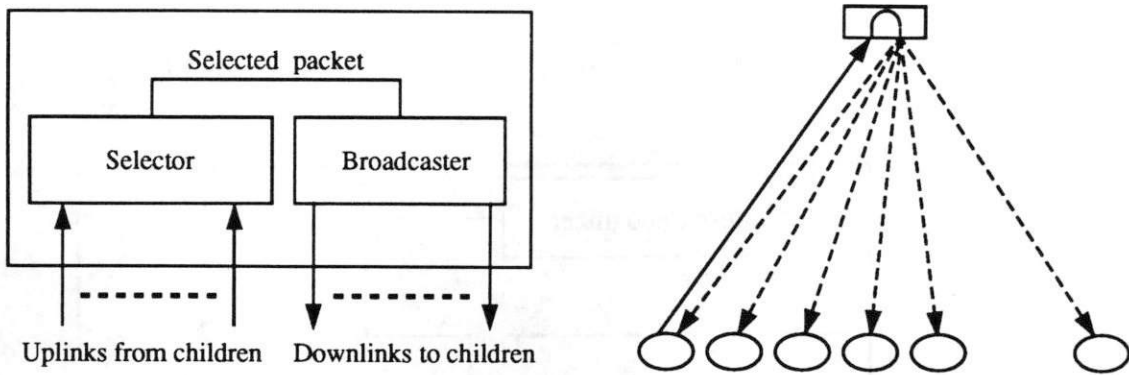 Selected packet
Selector
Broadcaster
Uplinks from children
Downlinks to children